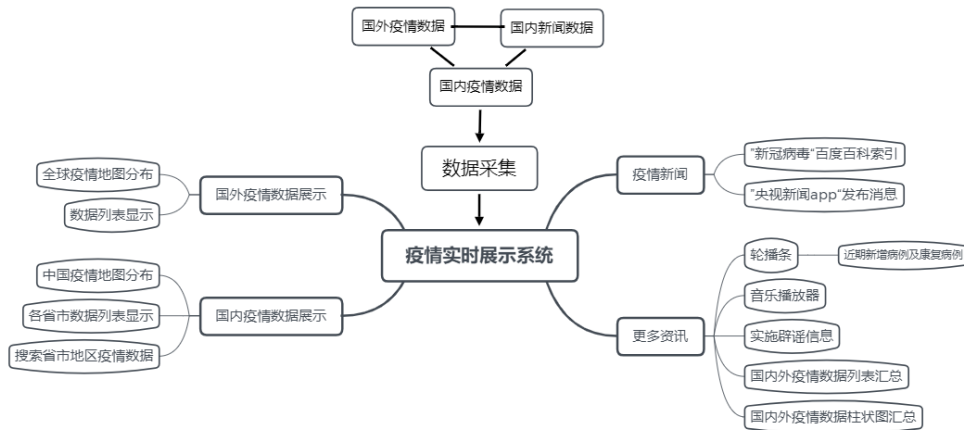 国外疫情数据
国内新闻数据
国内疫情数据
数据采集
疫情实时展示系统
国外疫情数据展示
全球疫情地图分布
数据列表显示
国内疫情数据展示
中国疫情地图分布
各省市数据列表显示
搜索省市地区疫情数据
疫情新闻
"新冠病毒"百度百科索引
"央视新闻app"发布消息
更多资讯
轮播条
近期新增病例及康复病例
音乐播放器
实施辟谣信息
国内外疫情数据列表汇总
国内外疫情数据柱状图汇总